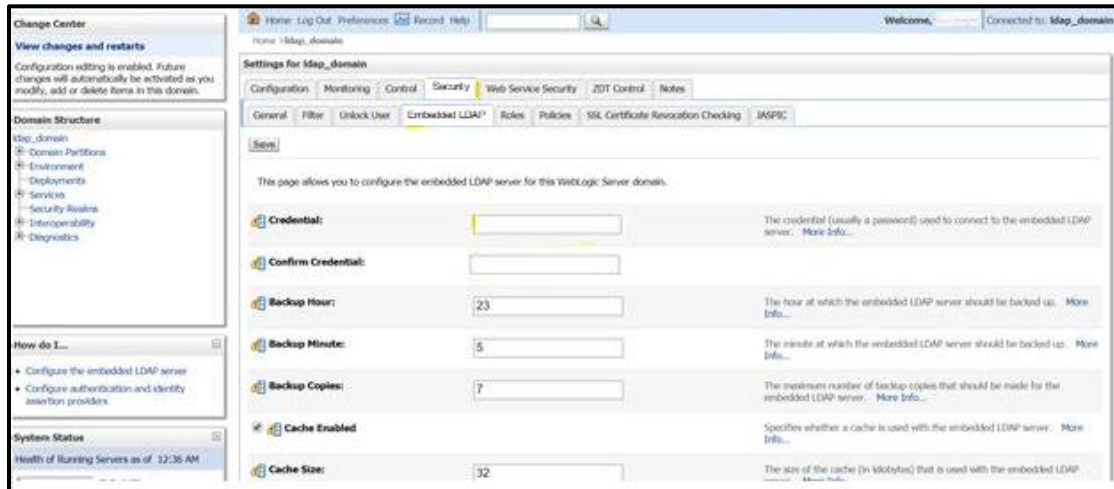 Change Center
View changes and restarts
Configuration editing is enabled. Future
changes will automatically be activated as you
modify, add or delete items in this domain.
Domain Structure
ldap_domain
Domain Partitions
Environment
Deployments
Services
Security Realms
Interoperability
Diagnostics
How do I...
Configure the embedded LDAP server
Configure authentication and identity
assertion providers
System Status
Health of Running Servers as of 12:36 AM
Home Log Out Preferences Record Help
Welcome,
Connected to: ldap_domain
Home >ldap_domain
Settings for ldap_domain
Configuration Monitoring Control Security Web Service Security ZDT Control Notes
General Filter Unlock User Embedded LDAP Roles Policies SSL Certificate Revocation Checking JASPIC
Save
This page allows you to configure the embedded LDAP server for this WebLogic Server domain.
Credential:
The credential (usually a password) used to connect to the embedded LDAP
server. More Info...
Confirm Credential:
Backup Hour:
23
The hour at which the embedded LDAP server should be backed up. More
Info...
Backup Minute:
5
The minute at which the embedded LDAP server should be backed up. More
Info...
Backup Copies:
7
The maximum number of backup copies that should be made for the
embedded LDAP server. More Info...
Cache Enabled
Specifies whether a cache is used with the embedded LDAP server. More
Info...
Cache Size:
32
The size of the cache (in kilobytes) that is used with the embedded LDAP
server. More Info...